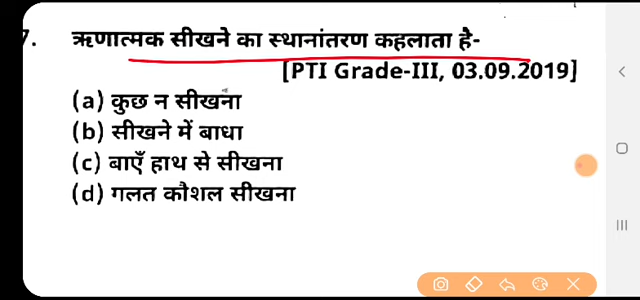 7. ऋणात्मक सीखने का स्थानांतरण कहलाता है-
[PTI Grade-III, 03.09.2019]
(a) कुछ न सीखना
(b) सीखने में बाधा
(c) बाएँ हाथ से सीखना
(d) गलत कौशल सीखना